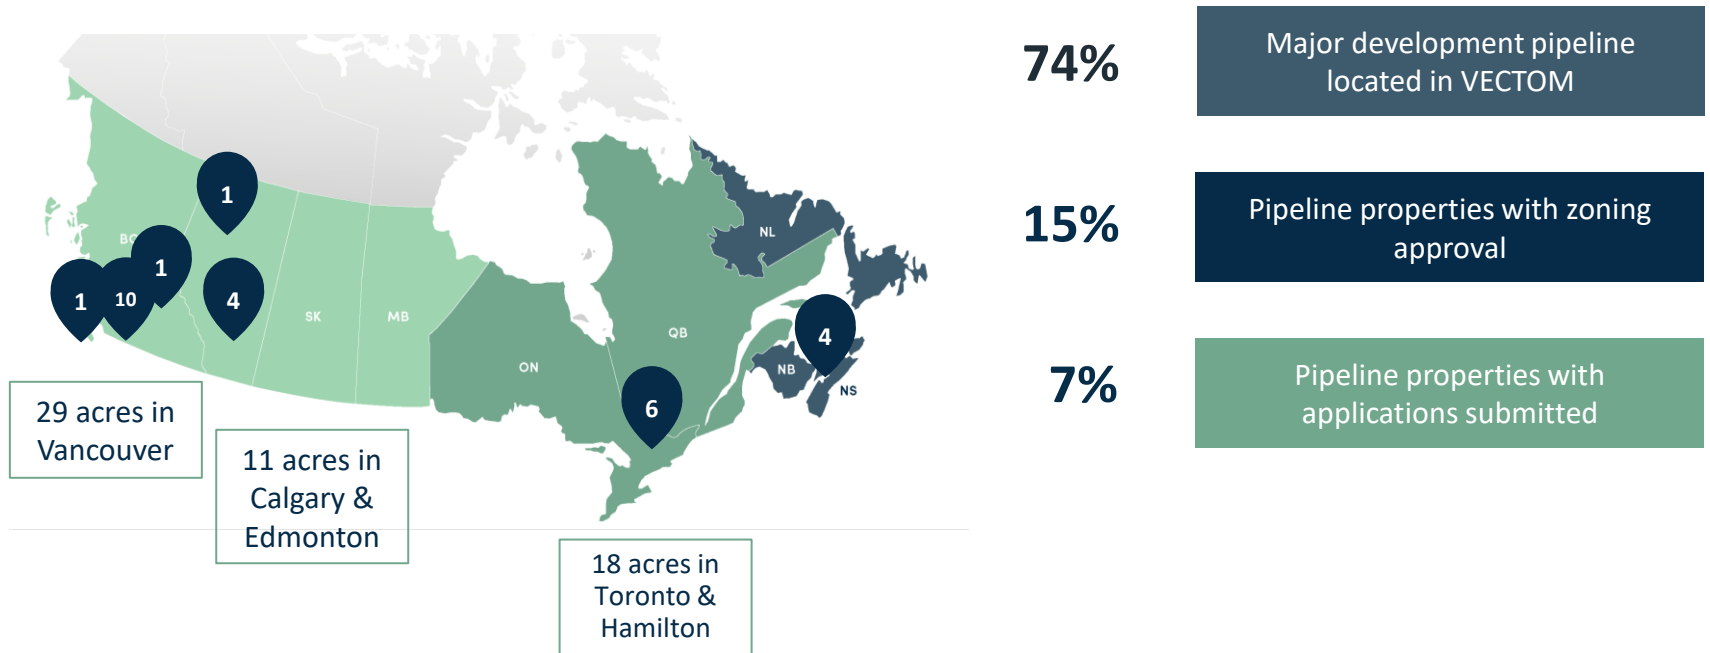 74%
Major development pipeline
located in VECTOM
15%
Pipeline properties with zoning
approval
7%
Pipeline properties with
applications submitted
1
BC
1
1
10
4
SK
MB
ON
QB
NL
4
NB
NS
6
29 acres in
Vancouver
11 acres in
Calgary &
Edmonton
18 acres in
Toronto &
Hamilton